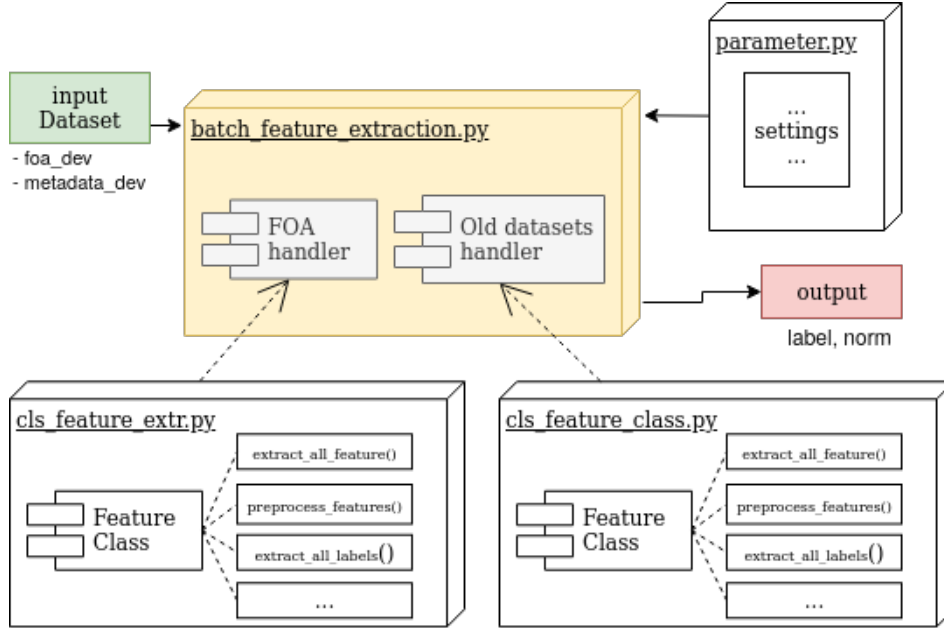 input
Dataset
- foa_dev
- metadata_dev
batch_feature_extraction.py
FOA
handler
Old datasets
handler
parameter.py
...
settings
...
output
label, norm
cls_feature_extr.py
Feature
Class
extract_all_feature()
preprocess_features()
extract_all_labels()
...
cls_feature_class.py
Feature
Class
extract_all_feature()
preprocess_features()
extract_all_labels()
...